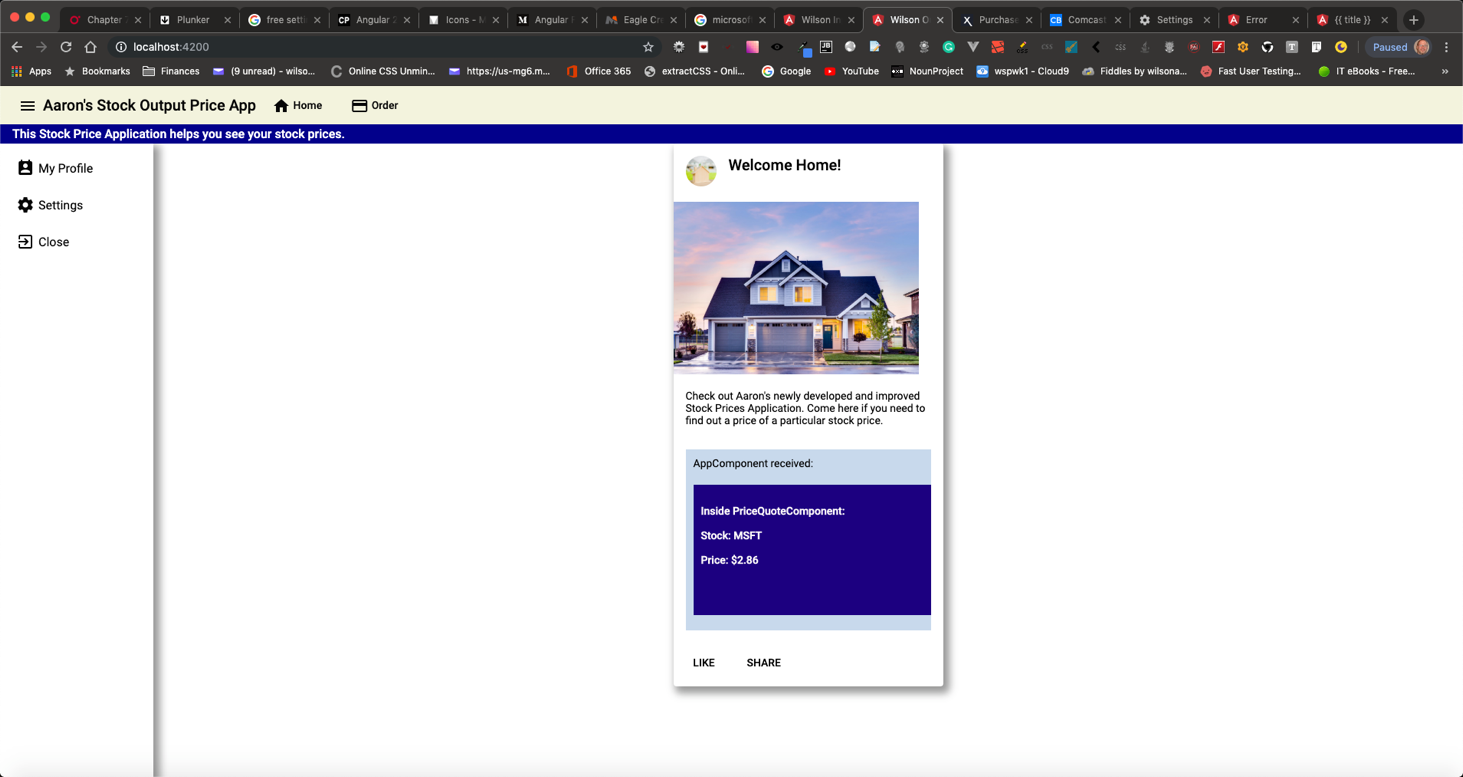 Chapter
Plunker
free setti
CP Angular 2
Icons - M
Angular
Eagle Cre
microsof
Wilson In
Wilson O
Purchase
CB Comcast
Settings
Error
{{ title }}
localhost:4200
Paused
Apps
Bookmarks
Finances
(9 unread) - wilso...
Online CSS Unmin...
https://us-mg6.m...
Office 365
extractCSS - Onli...
Google
YouTube
NounProject
wspwk1 - Cloud9
Fiddles by wilsona...
Fast User Testing...
IT eBooks - Free...
»
Aaron's Stock Output Price App
Home
Order
This Stock Price Application helps you see your stock prices.
My Profile
Settings
Close
Welcome Home!
Check out Aaron's newly developed and improved
Stock Prices Application. Come here if you need to
find out a price of a particular stock price.
AppComponent received:
Inside PriceQuoteComponent:
Stock: MSFT
Price: $2.86
LIKE
SHARE